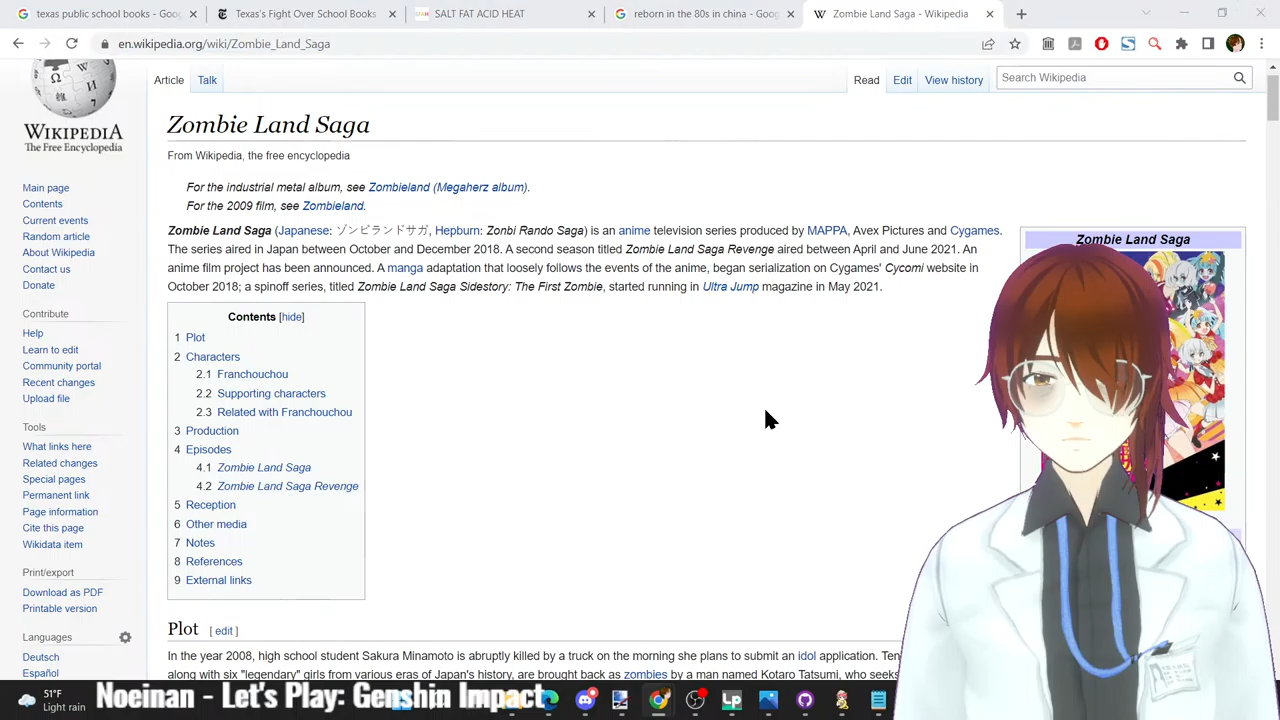 texas public school books - Goog
Texas's Fight Over School Books
SALT FAT ACID HEAT
reborn in the 80s in china - Goog
Zombie Land Saga - Wikipedia
en.wikipedia.org/wiki/Zombie_Land_Saga
WIKIPEDIA
The Free Encyclopedia
Main page
Contents
Current events
Random article
About Wikipedia
Contact us
Donate
Contribute
Help
Learn to edit
Community portal
Recent changes
Upload file
Tools
What links here
Related changes
Special pages
Permanent link
Page information
Cite this page
Wikidata item
Print/export
Download as PDF
Printable version
Languages
Deutsch
Español
Article Talk
Read Edit View history
Search Wikipedia
Zombie Land Saga
From Wikipedia, the free encyclopedia
For the industrial metal album, see Zombieland (Megaherz album).
For the 2009 film, see Zombieland.
Zombie Land Saga (Japanese: ゾンビランドサガ, Hepburn: Zonbi Rando Saga) is an anime television series produced by MAPPA, Avex Pictures and Cygames.
The series aired in Japan between October and December 2018. A second season titled Zombie Land Saga Revenge aired between April and June 2021. An
anime film project has been announced. A manga adaptation that loosely follows the events of the anime, began serialization on Cygames' Cycomi website in
October 2018; a spinoff series, titled Zombie Land Saga Sidestory: The First Zombie, started running in Ultra Jump magazine in May 2021.
Zombie Land Saga
Contents [hide]
1 Plot
2 Characters
2.1 Franchouchou
2.2 Supporting characters
2.3 Related with Franchouchou
3 Production
4 Episodes
4.1 Zombie Land Saga
4.2 Zombie Land Saga Revenge
5 Reception
6 Other media
7 Notes
8 References
9 External links
Plot [ edit ]
In the year 2008, high school student Sakura Minamoto is abruptly killed by a truck on the morning she plans to submit an idol application. Ten
along with six "legendary" girls from various eras of Japan's history, are brought back as zombies by a man named Kotaro Tatsumi, who seeks
51°F
Light rain
Noeinan - Let's Play: Genshin Impact